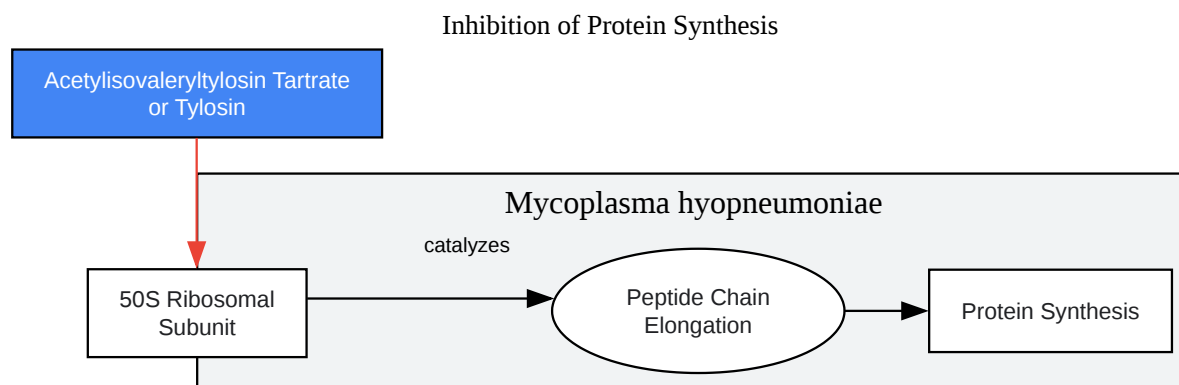 Inhibition of Protein Synthesis
Acetylisovaleryltylosin Tartrate
or Tylosin
Mycoplasma hyopneumoniae
catalyzes
50S Ribosomal
Subunit
Peptide Chain
Elongation
Protein Synthesis